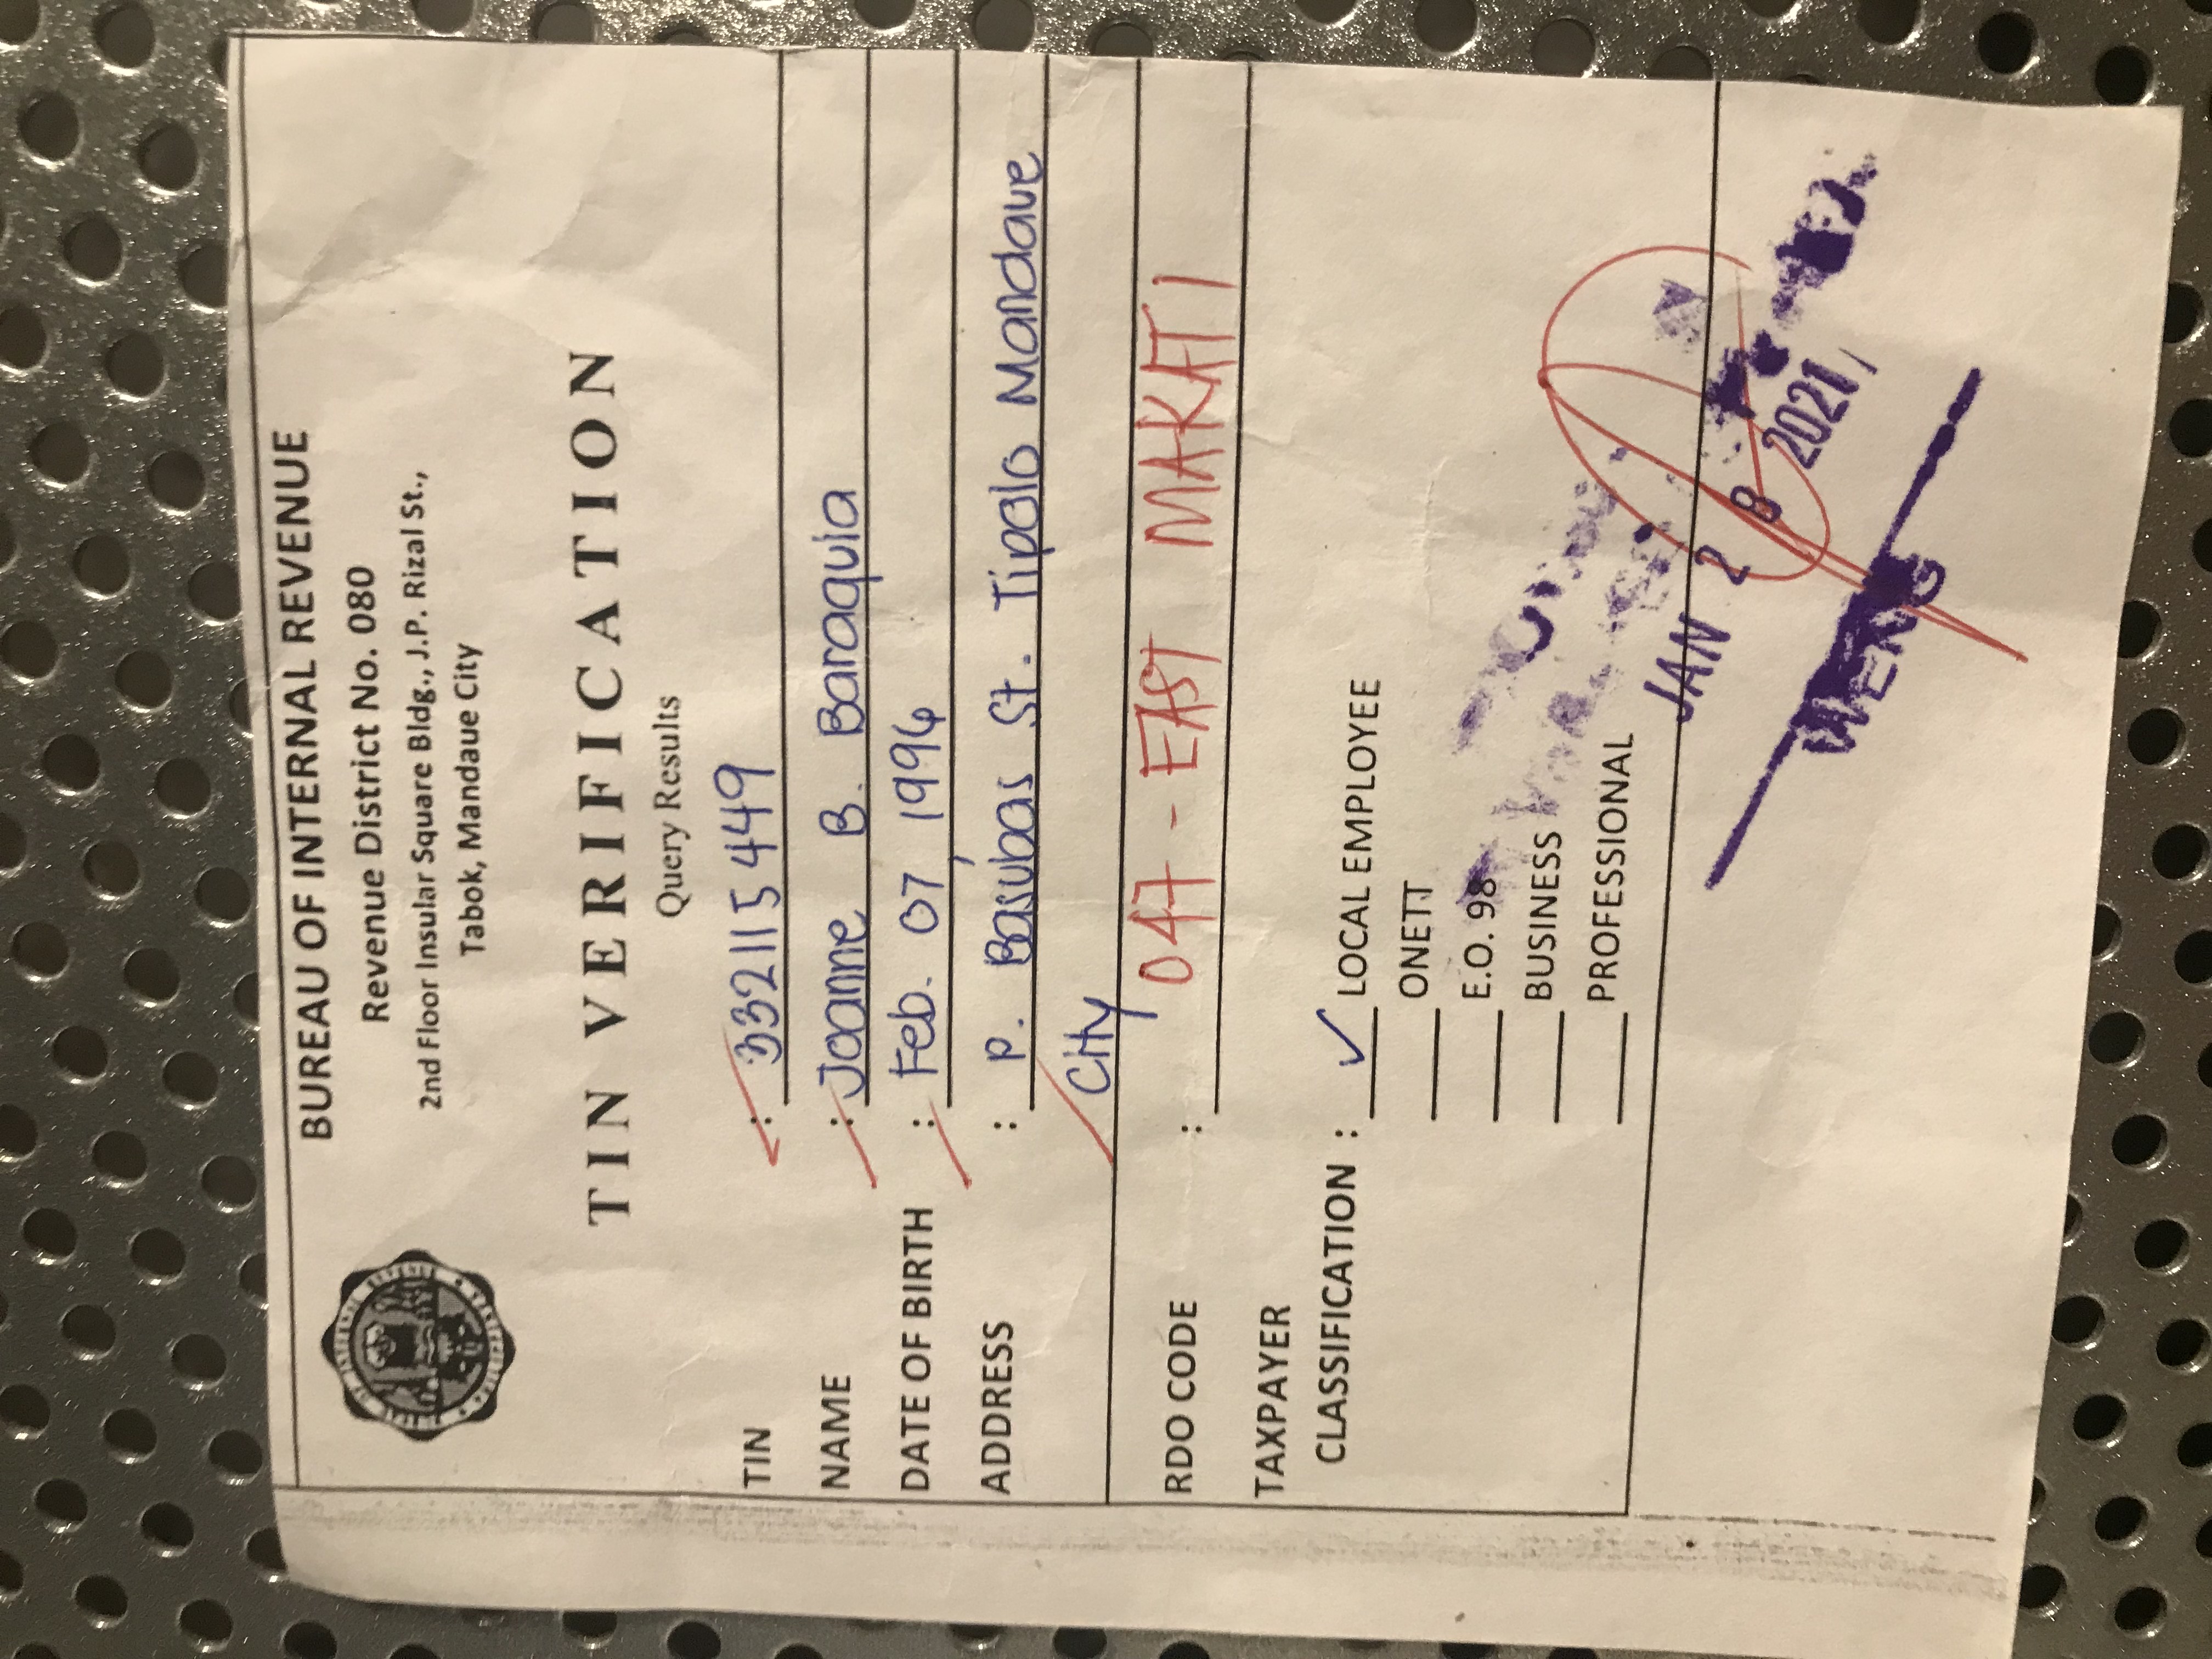 BUREAU OF INTERNAL REVENUE
Revenue District No. 080
2nd Floor Insular Square Bldg., J.P. Rizal St.,
Tabok, Mandaue City
TIN VERIFICATION
Query Results
TIN : 332115449
NAME : Joanne B. Baraquia
DATE OF BIRTH : Feb. 07, 1994
ADDRESS : P. Basubas St. Tipolo Mandaue
City
RDO CODE : 047 - EAST MAKATI
TAXPAYER
CLASSIFICATION : ✓ LOCAL EMPLOYEE
ONETT
E.O. 98
BUSINESS
PROFESSIONAL
JAN 28 2021